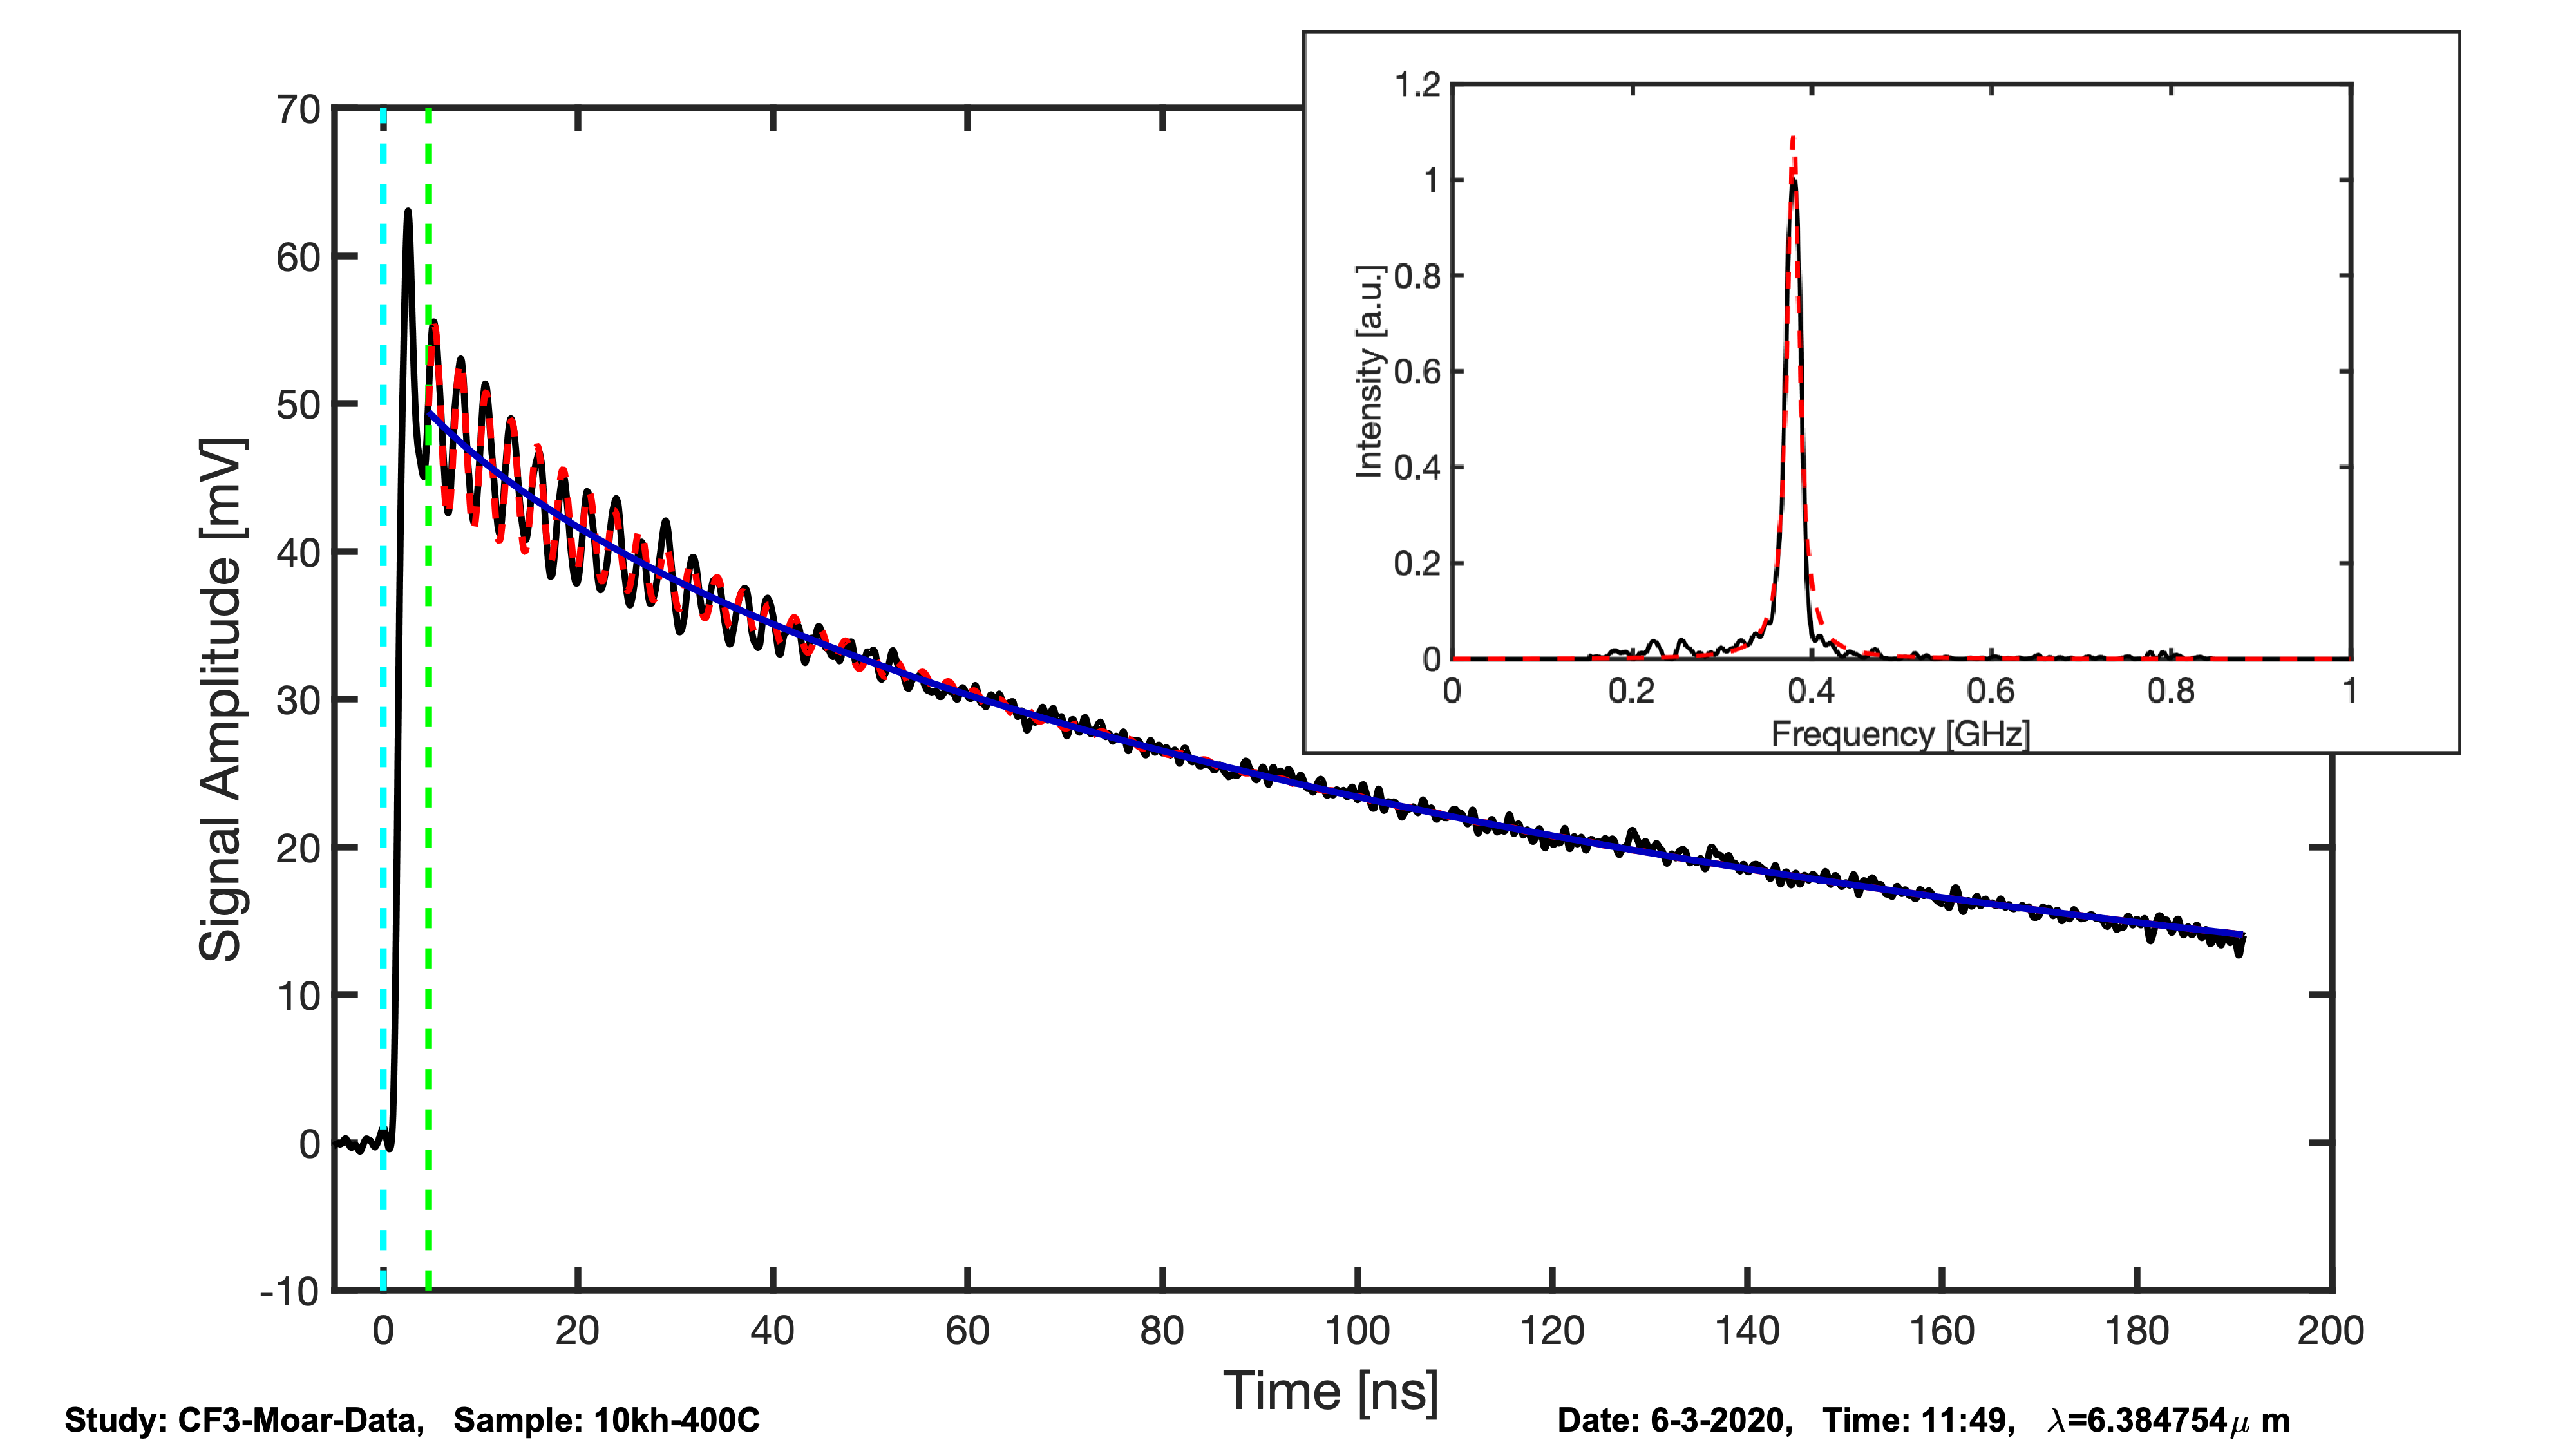 70
60
50
40
30
20
10
0
-10
Signal Amplitude [mV]
0 20 40 60 80 100 120 140 160 180 200
Time [ns]
1.2
1
0.8
0.6
0.4
0.2
0
Intensity [a.u.]
0 0.2 0.4 0.6 0.8 1
Frequency [GHz]
Study: CF3-Moar-Data, Sample: 10kh-400C
Date: 6-3-2020, Time: 11:49, λ=6.384754μ m